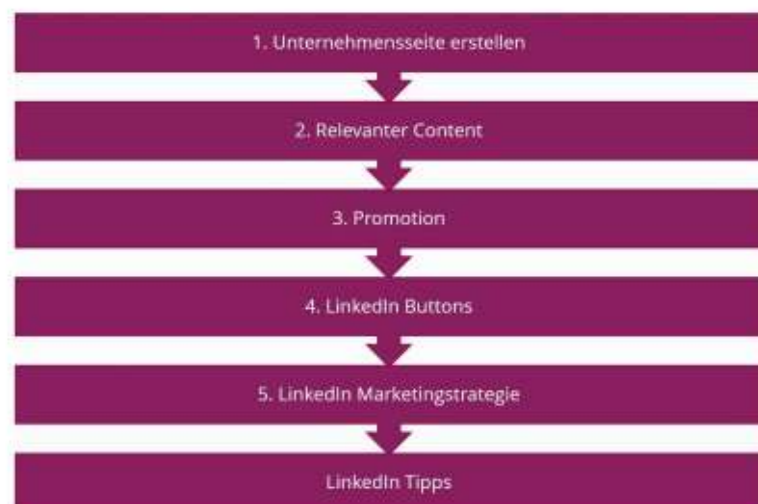 1. Unternehmensseite erstellen
2. Relevanter Content
3. Promotion
4. LinkedIn Buttons
5. LinkedIn Marketingstrategie
LinkedIn Tipps